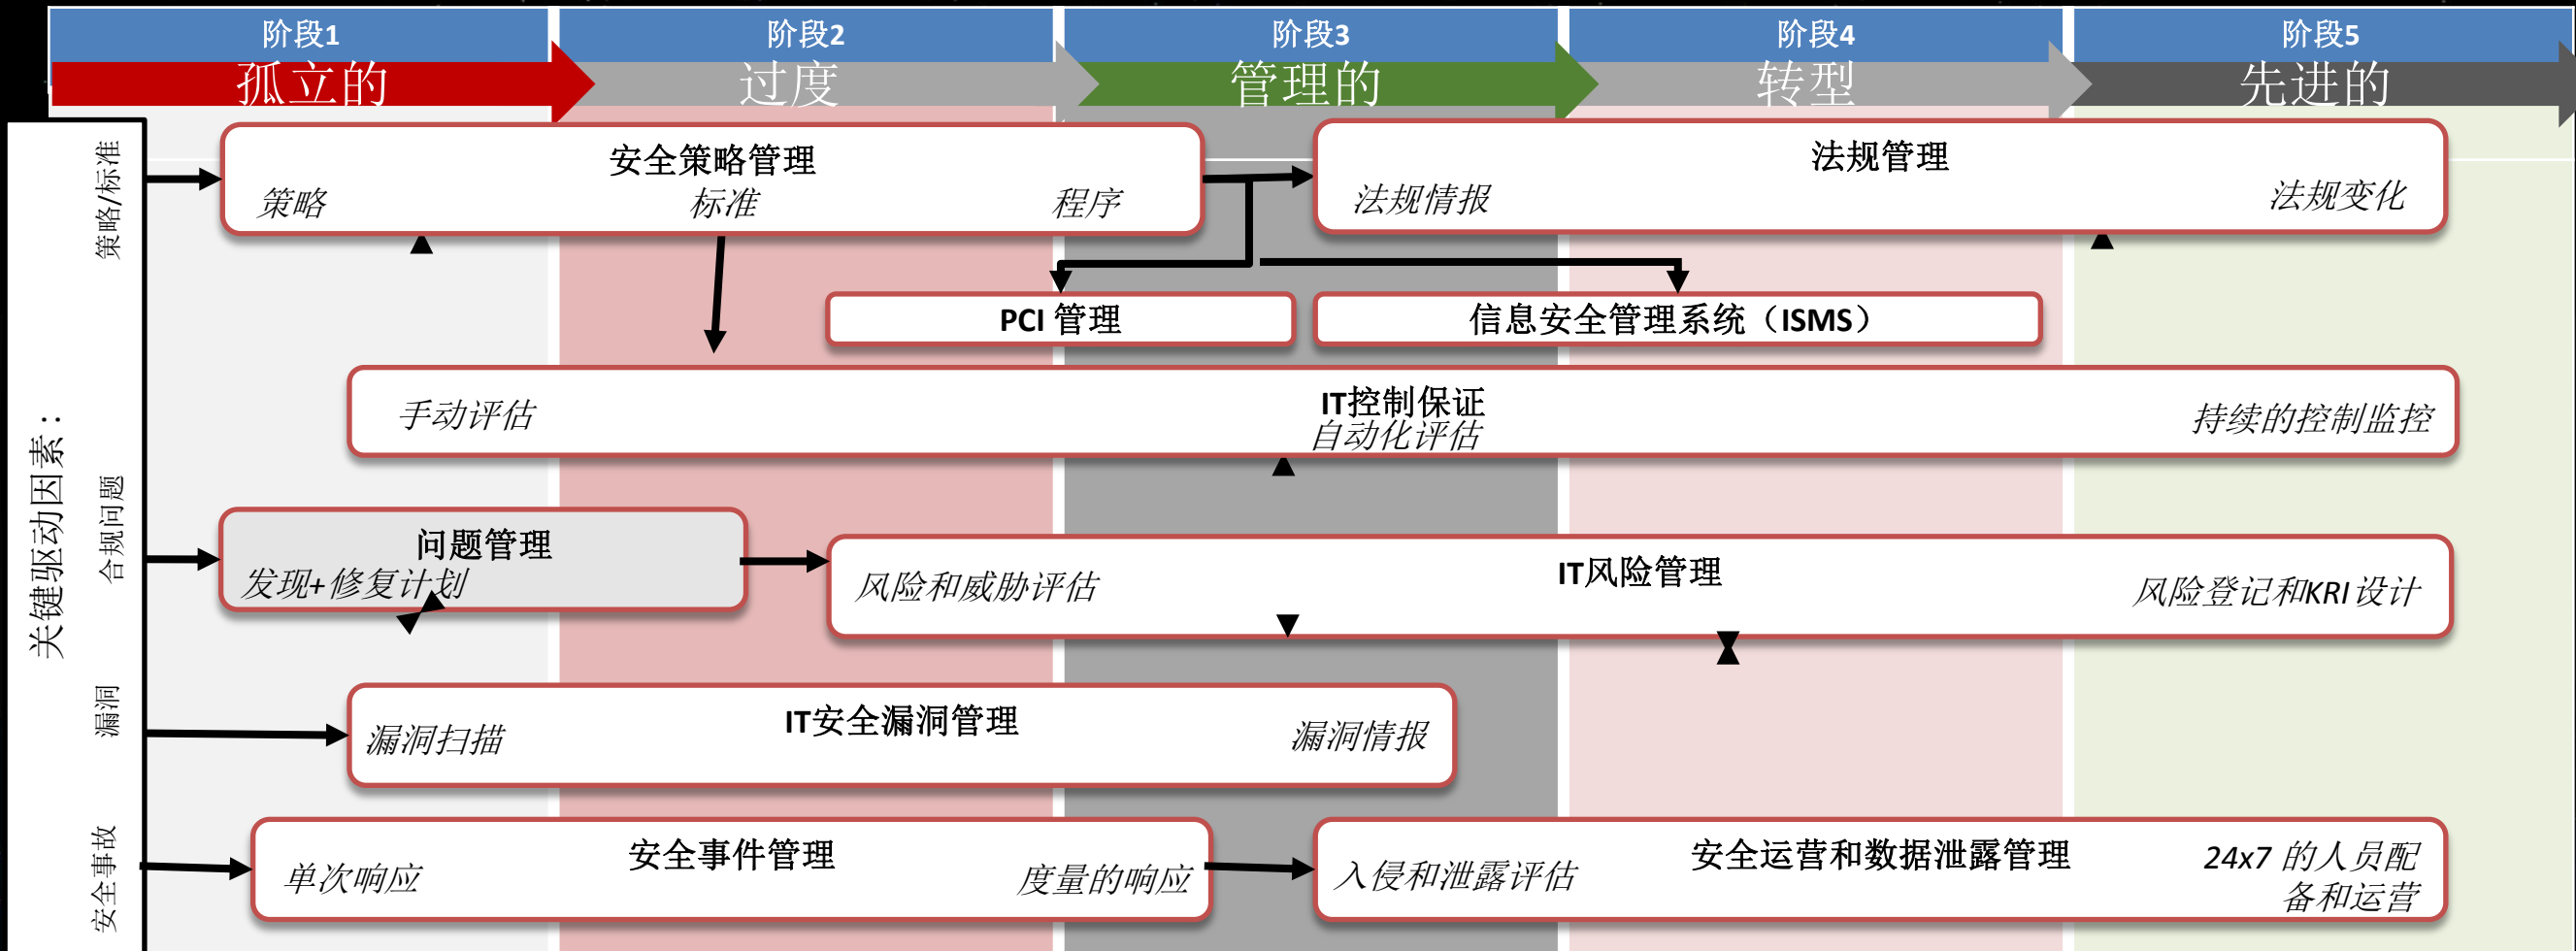 阶段1
阶段2
阶段3
阶段4
阶段5
孤立的
过度
管理的
转型
先进的
关键驱动因素：
策略/标准
安全策略管理
策略
标准
程序
法规管理
法规情报
法规变化
PCI 管理
信息安全管理系统（ISMS）
IT控制保证
手动评估
自动化评估
持续的控制监控
合规问题
问题管理
发现+修复计划
IT风险管理
风险和威胁评估
风险登记和KRI 设计
漏洞
IT安全漏洞管理
漏洞扫描
漏洞情报
安全事故
安全事件管理
单次响应
度量的响应
安全运营和数据泄露管理
入侵和泄露评估
24x7 的人员配
备和运营